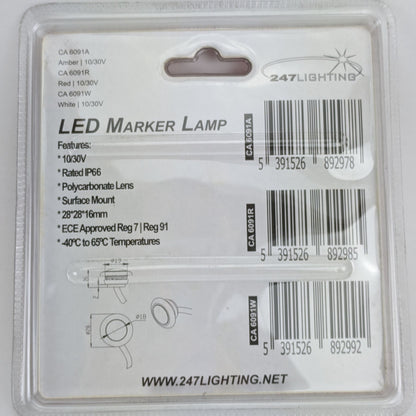 CA 6091A
Amber | 10/30V
CA 6091R
Red | 10/30V
CA 6091W
White | 10/30V
247LIGHTING
LED MARKER LAMP
Features:
* 10/30V
* Rated IP66
* Polycarbonate Lens
* Surface Mount
* 28*28*16mm
* ECE Approved Reg 7 | Reg 91
* -40°C to 65°C Temperatures
CA 6091A
5 391526 892978
CA 6091R
5 391526 892985
CA 6091W
5 391526 892992
WWW.247LIGHTING.NET